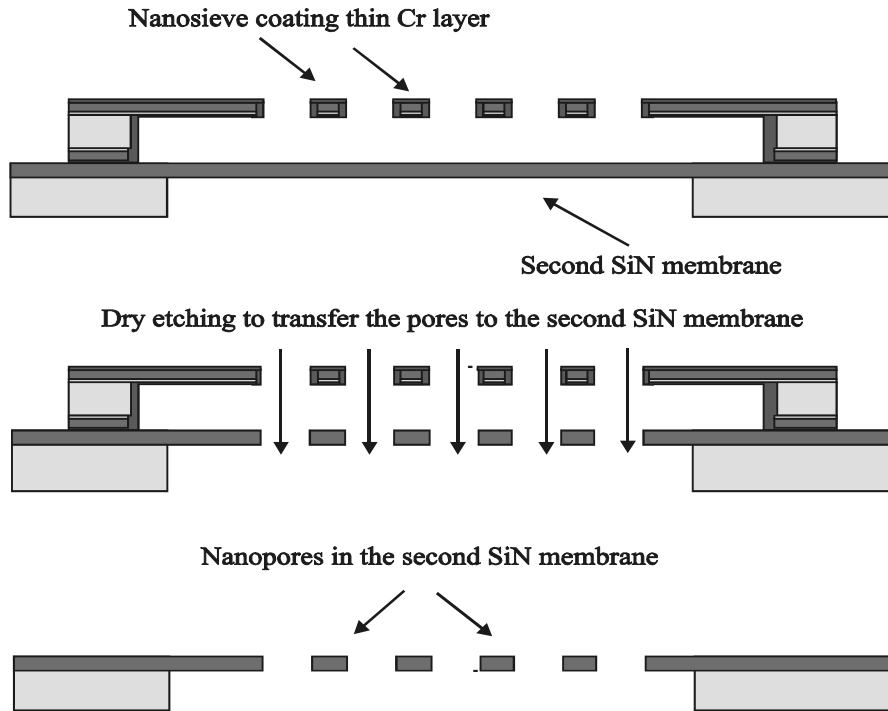 Nanosieve coating thin Cr layer
Second SiN membrane
Dry etching to transfer the pores to the second SiN membrane
Nanopores in the second SiN membrane